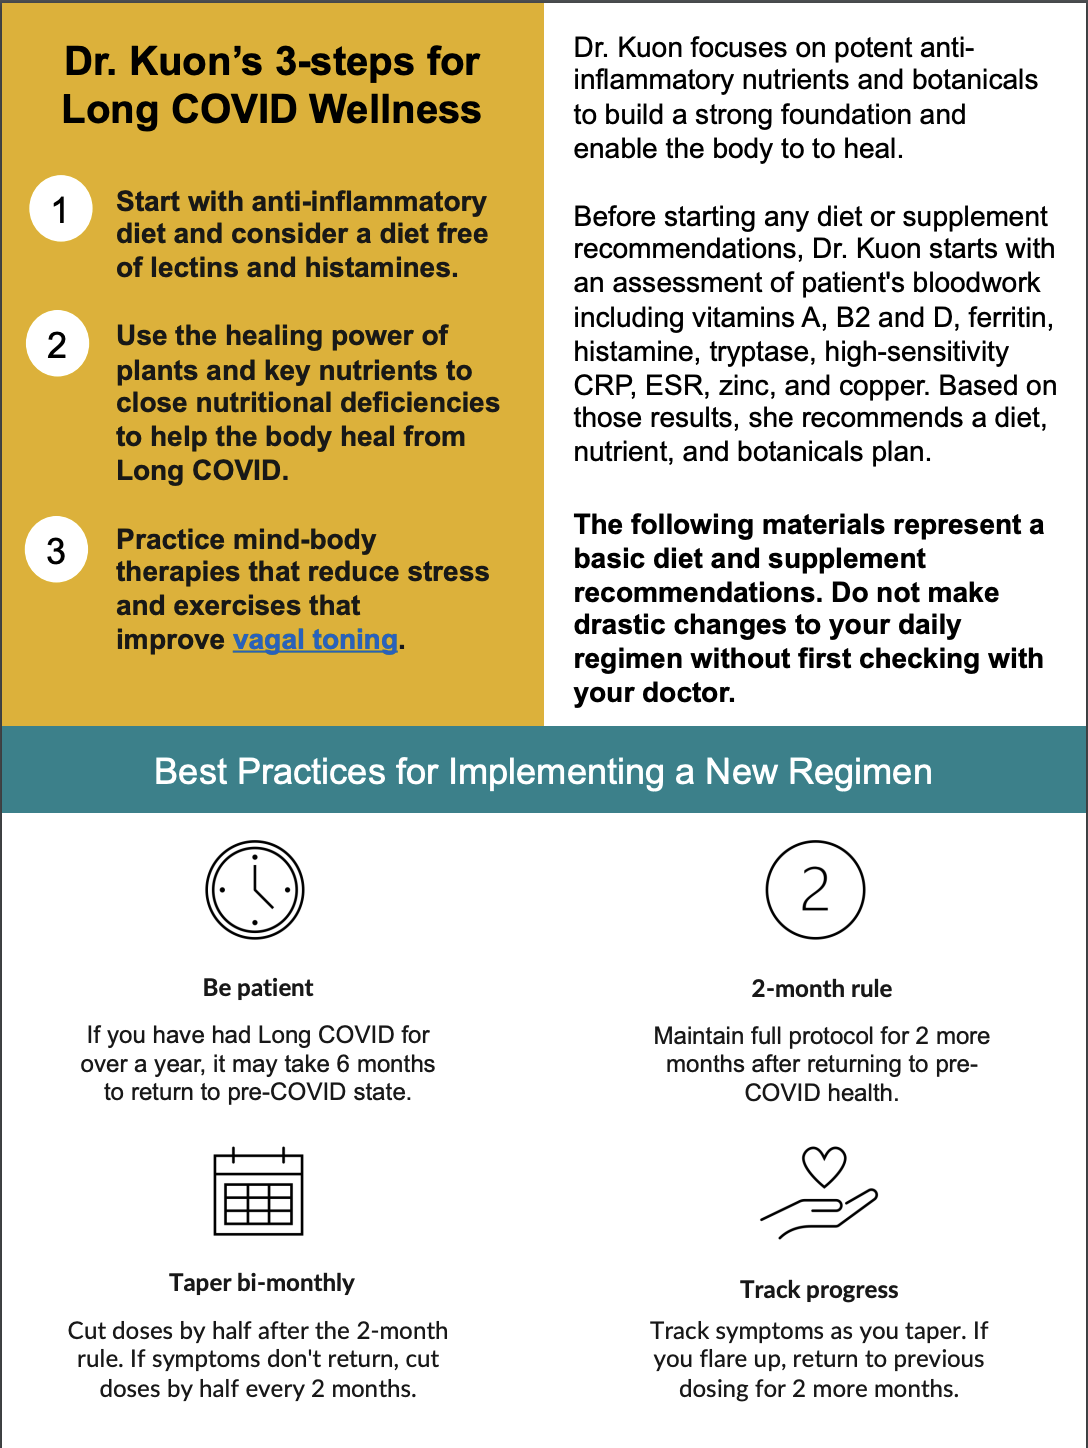 Dr. Kuon’s 3-steps for
Long COVID Wellness
1
Start with anti-inflammatory
diet and consider a diet free
of lectins and histamines.
2
Use the healing power of
plants and key nutrients to
close nutritional deficiencies
to help the body heal from
Long COVID.
3
Practice mind-body
therapies that reduce stress
and exercises that
improve vagal toning.
Dr. Kuon focuses on potent anti-
inflammatory nutrients and botanicals
to build a strong foundation and
enable the body to to heal.
Before starting any diet or supplement
recommendations, Dr. Kuon starts with
an assessment of patient's bloodwork
including vitamins A, B2 and D, ferritin,
histamine, tryptase, high-sensitivity
CRP, ESR, zinc, and copper. Based on
those results, she recommends a diet,
nutrient, and botanicals plan.
The following materials represent a
basic diet and supplement
recommendations. Do not make
drastic changes to your daily
regimen without first checking with
your doctor.
Best Practices for Implementing a New Regimen
Be patient
If you have had Long COVID for
over a year, it may take 6 months
to return to pre-COVID state.
2
2-month rule
Maintain full protocol for 2 more
months after returning to pre-
COVID health.
Taper bi-monthly
Cut doses by half after the 2-month
rule. If symptoms don't return, cut
doses by half every 2 months.
Track progress
Track symptoms as you taper. If
you flare up, return to previous
dosing for 2 more months.